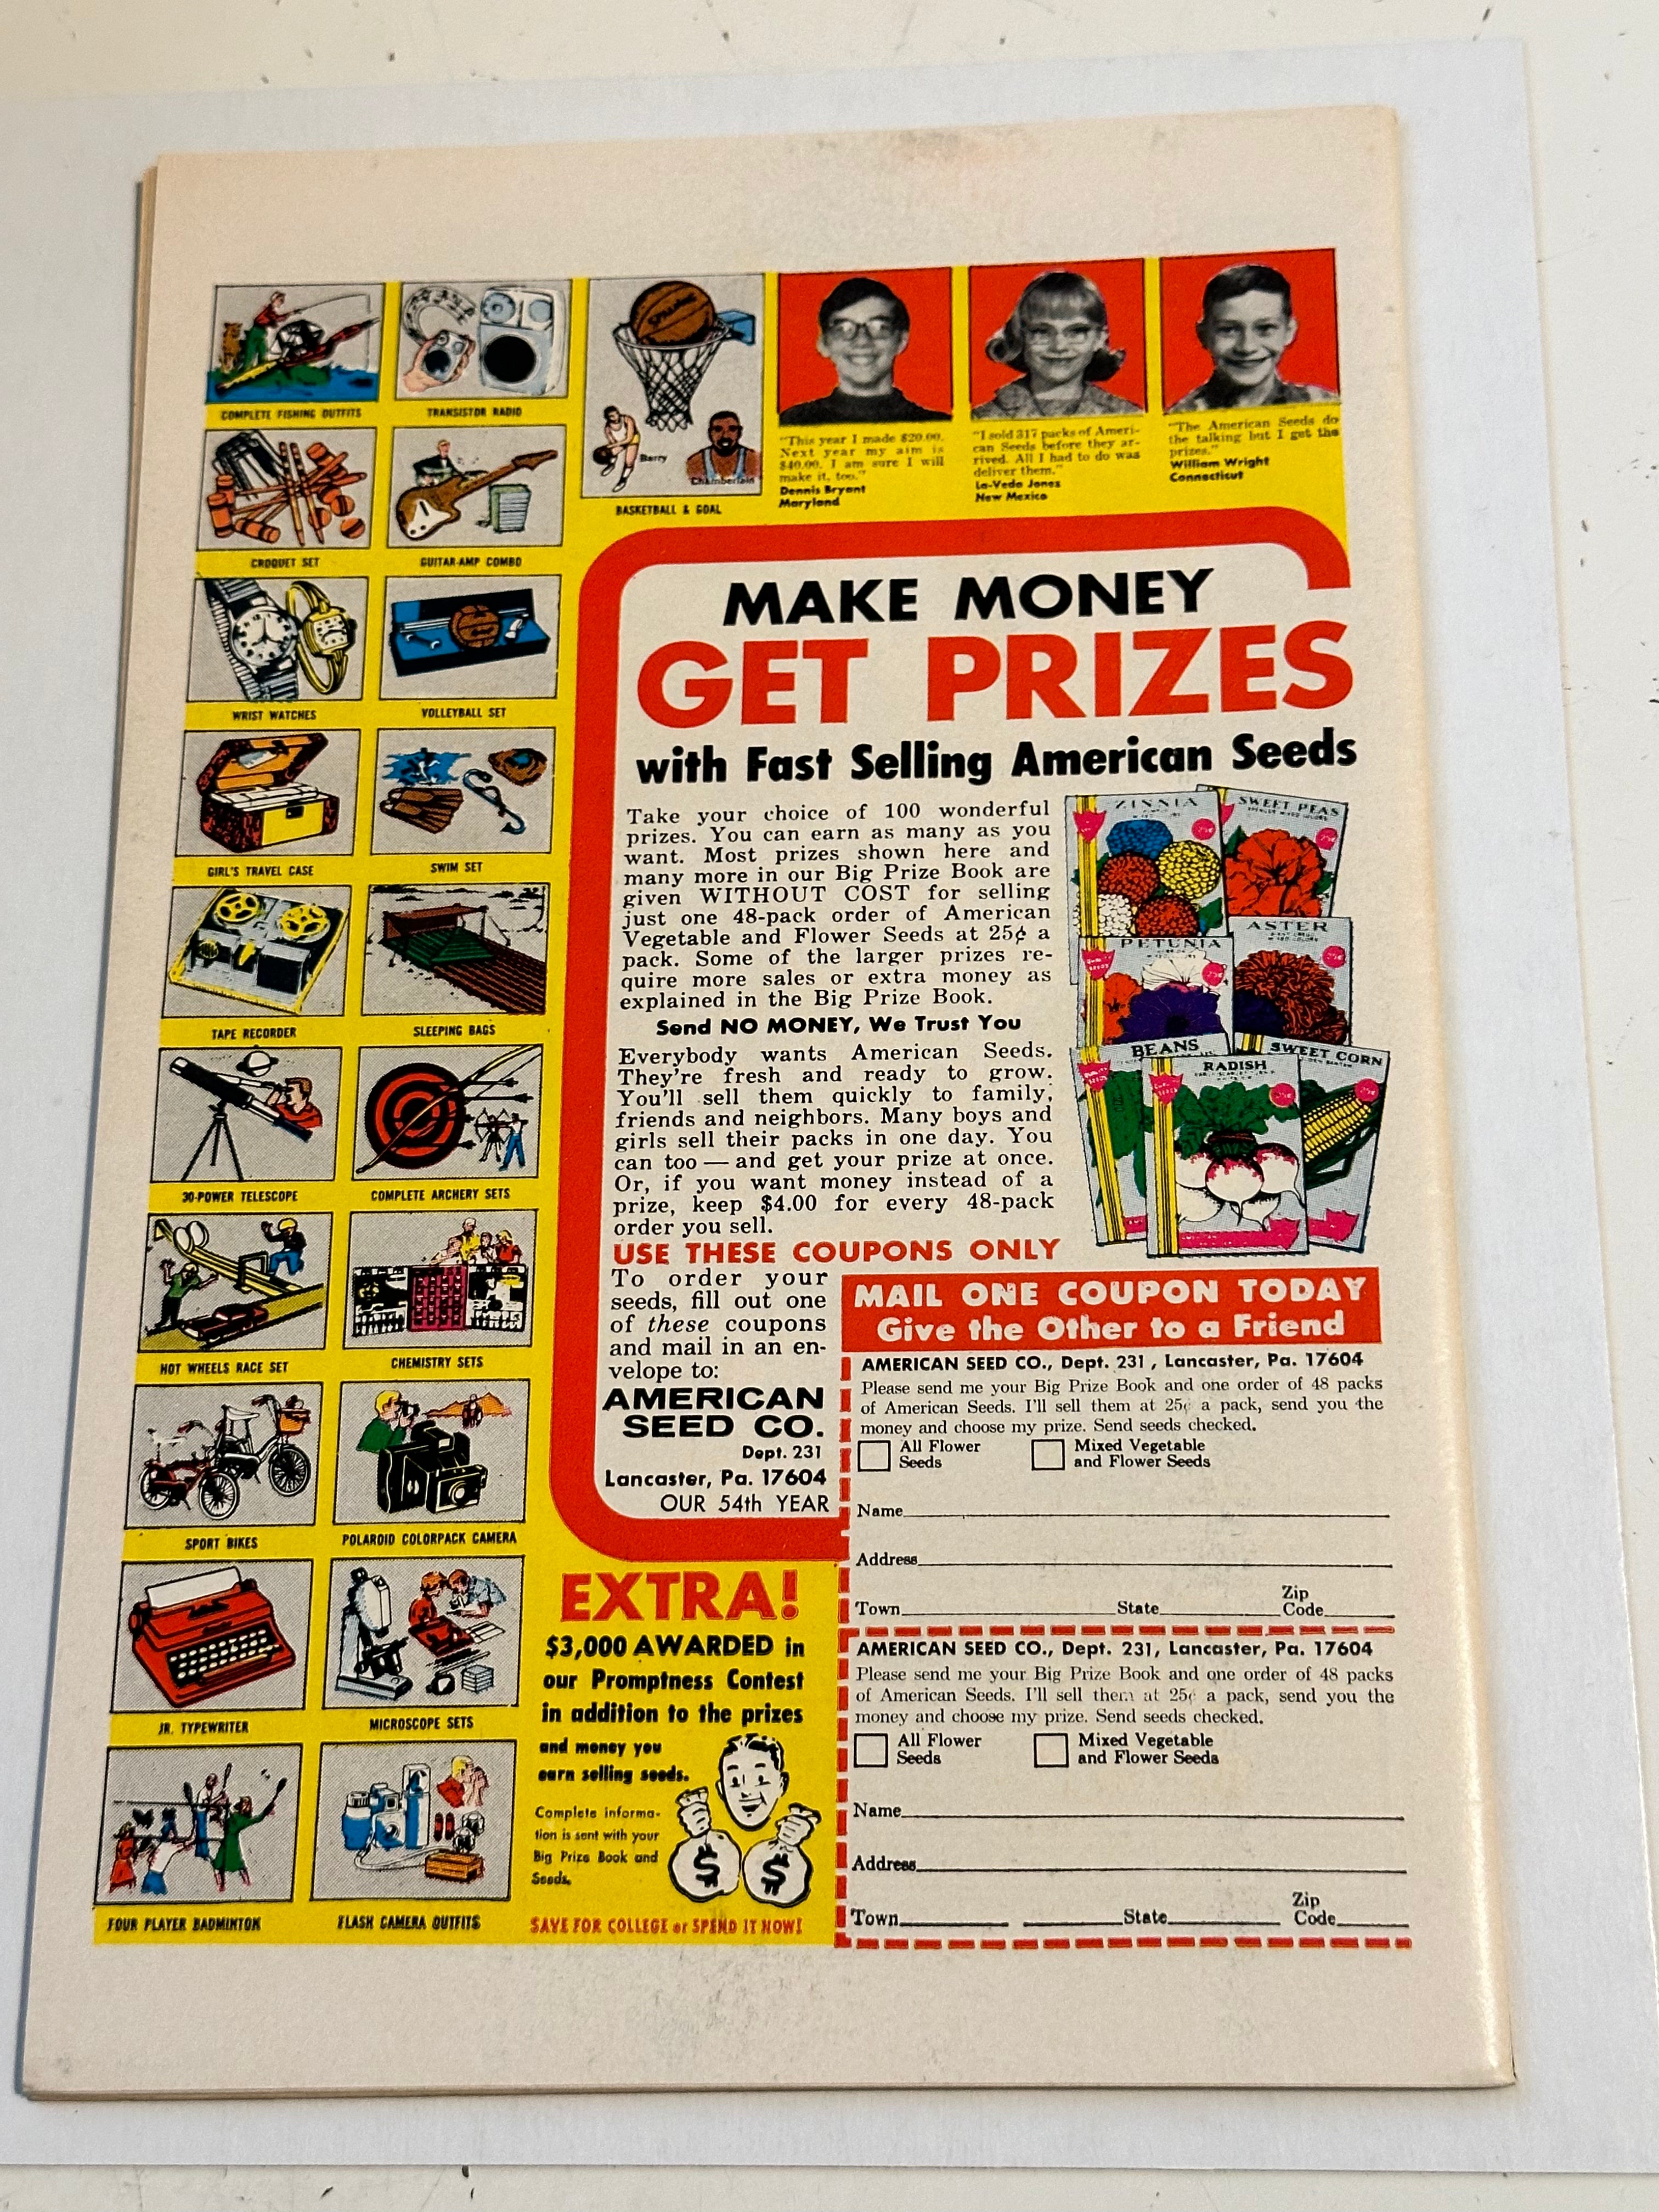 COMPLETE FISHING OUTFITS
TRANSISTOR RADIO
SPALDING
Barry
Chamberlain
BASKETBALL & GOAL
"This year I made $20.00.
Next year my aim is
$40.00. I am sure I will
make it, too."
Dennis Bryant
Maryland
"I sold 317 packs of Ameri-
can Seeds before they ar-
rived. All I had to do was
deliver them."
La-Veda Jones
New Mexico
"The American Seeds do
the talking but I get the
prizes."
William Wright
Connecticut
CROQUET SET
GUITAR-AMP COMBO
WRIST WATCHES
VOLLEYBALL SET
GIRL'S TRAVEL CASE
SWIM SET
TAPE RECORDER
SLEEPING BAGS
30-POWER TELESCOPE
COMPLETE ARCHERY SETS
HOT WHEELS RACE SET
CHEMISTRY SETS
SPORT BIKES
POLAROID COLORPACK CAMERA
JR. TYPEWRITER
MICROSCOPE SETS
FOUR PLAYER BADMINTON
FLASH CAMERA OUTFITS
MAKE MONEY
GET PRIZES
with Fast Selling American Seeds
Take your choice of 100 wonderful
prizes. You can earn as many as you
want. Most prizes shown here and
many more in our Big Prize Book are
given WITHOUT COST for selling
just one 48-pack order of American
Vegetable and Flower Seeds at 25¢ a
pack. Some of the larger prizes re-
quire more sales or extra money as
explained in the Big Prize Book.
Send NO MONEY, We Trust You
Everybody wants American Seeds.
They're fresh and ready to grow.
You'll sell them quickly to family,
friends and neighbors. Many boys and
girls sell their packs in one day. You
can too — and get your prize at once.
Or, if you want money instead of a
prize, keep $4.00 for every 48-pack
order you sell.
ZINNIA
SWEET PEAS
25¢
25¢
PETUNIA
ASTER
25¢
25¢
BEANS
RADISH
SWEET CORN
25¢
25¢
USE THESE COUPONS ONLY
To order your
seeds, fill out one
of these coupons
and mail in an en-
velope to:
AMERICAN
SEED CO.
Dept. 231
Lancaster, Pa. 17604
OUR 54th YEAR
MAIL ONE COUPON TODAY
Give the Other to a Friend
AMERICAN SEED CO., Dept. 231, Lancaster, Pa. 17604
Please send me your Big Prize Book and one order of 48 packs
of American Seeds. I'll sell them at 25¢ a pack, send you the
money and choose my prize. Send seeds checked.
All Flower Seeds
Mixed Vegetable and Flower Seeds
Name
Address
Town State Zip Code
AMERICAN SEED CO., Dept. 231, Lancaster, Pa. 17604
Please send me your Big Prize Book and one order of 48 packs
of American Seeds. I'll sell them at 25¢ a pack, send you the
money and choose my prize. Send seeds checked.
All Flower Seeds
Mixed Vegetable and Flower Seeds
Name
Address
Town State Zip Code
EXTRA!
$3,000 AWARDED in
our Promptness Contest
in addition to the prizes
and money you
earn selling seeds.
Complete informa-
tion is sent with your
Big Prize Book and
Seeds.
$ $
SAVE FOR COLLEGE or SPEND IT NOW!